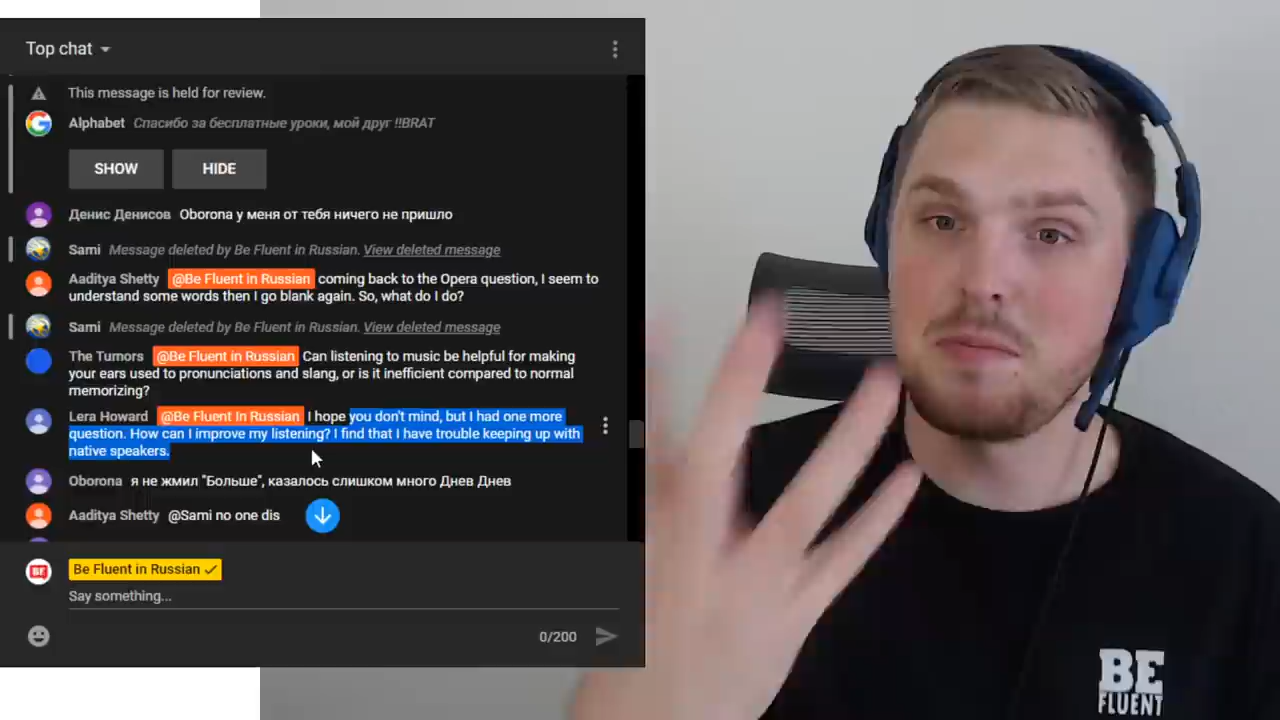 Top chat
This message is held for review.
Alphabet Спасибо за бесплатные уроки, мой друг !!BRAT
SHOW HIDE
Денис Денисов Oborona у меня от тебя ничего не пришло
Sami Message deleted by Be Fluent in Russian. View deleted message
Aaditya Shetty @Be Fluent in Russian coming back to the Opera question, I seem to
understand some words then I go blank again. So, what do I do?
Sami Message deleted by Be Fluent in Russian. View deleted message
The Tumors @Be Fluent in Russian Can listening to music be helpful for making
your ears used to pronunciations and slang, or is it inefficient compared to normal
memorizing?
Lera Howard @Be Fluent In Russian I hope you don't mind, but I had one more
question. How can I improve my listening? I find that I have trouble keeping up with
native speakers.
Oborona я не жмил "Больше", казалось слишком много Днев Днев
Aaditya Shetty @Sami no one dis
BE Be Fluent in Russian
Say something...
0/200
BE
FLUENT